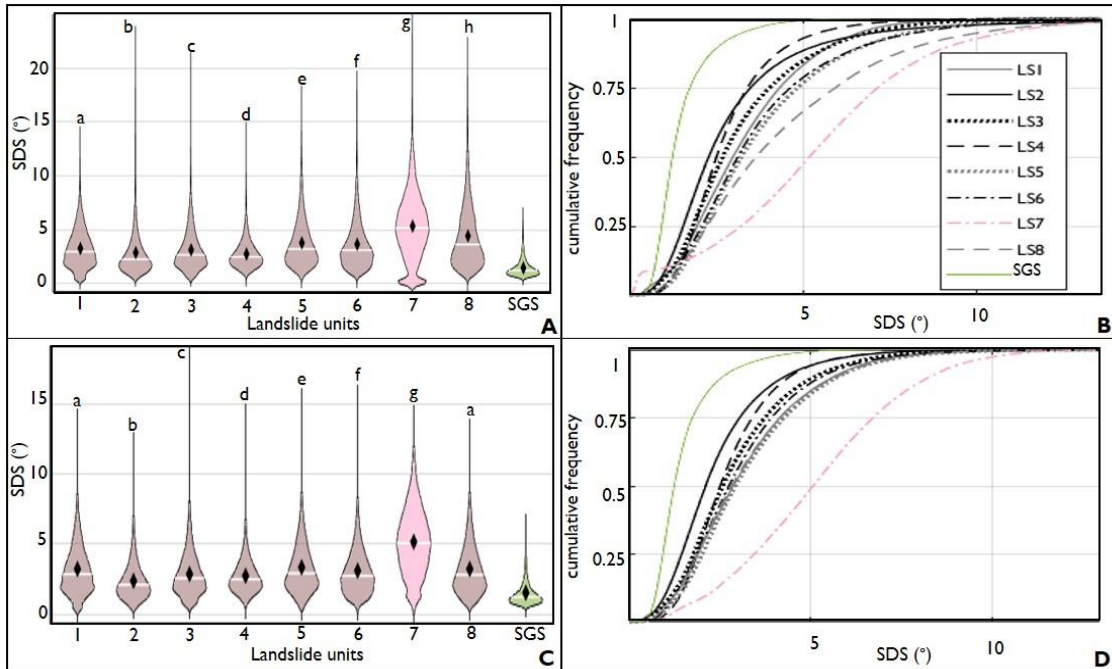 a b c d e f g h
20
15
10
5
0
SDS (°)
1 2 3 4 5 6 7 8 SGS
Landslide units
A
1
0.75
0.5
0.25
cumulative frequency
5 10
SDS (°)
B
LS1
LS2
LS3
LS4
LS5
LS6
LS7
LS8
SGS
a b c d e f g a
15
10
5
0
SDS (°)
1 2 3 4 5 6 7 8 SGS
Landslide units
C
1
0.75
0.5
0.25
cumulative frequency
5 10
SDS (°)
D